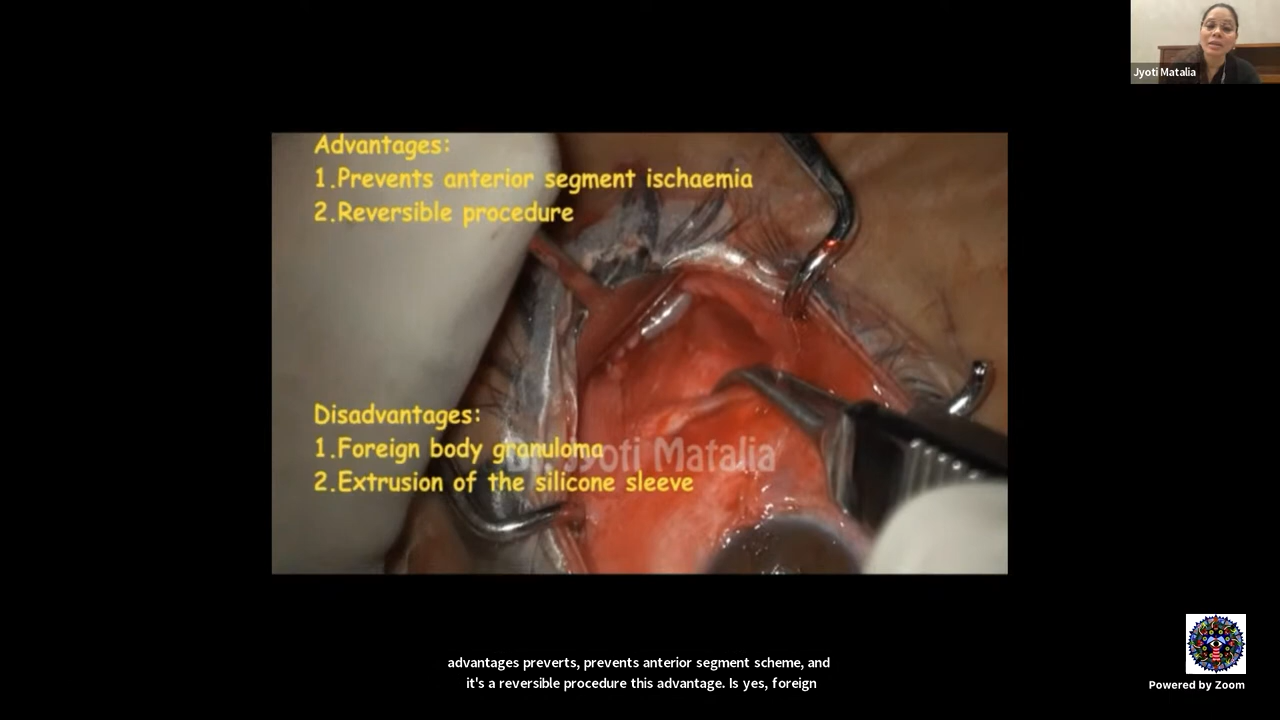 Jyoti Matalia
Advantages:
1.Prevents anterior segment ischaemia
2.Reversible procedure
Disadvantages:
1.Foreign body granuloma
Dr. Jyoti Matalia
2.Extrusion of the silicone sleeve
advantages preverts, prevents anterior segment scheme, and
it's a reversible procedure this advantage. Is yes, foreign
Powered by Zoom